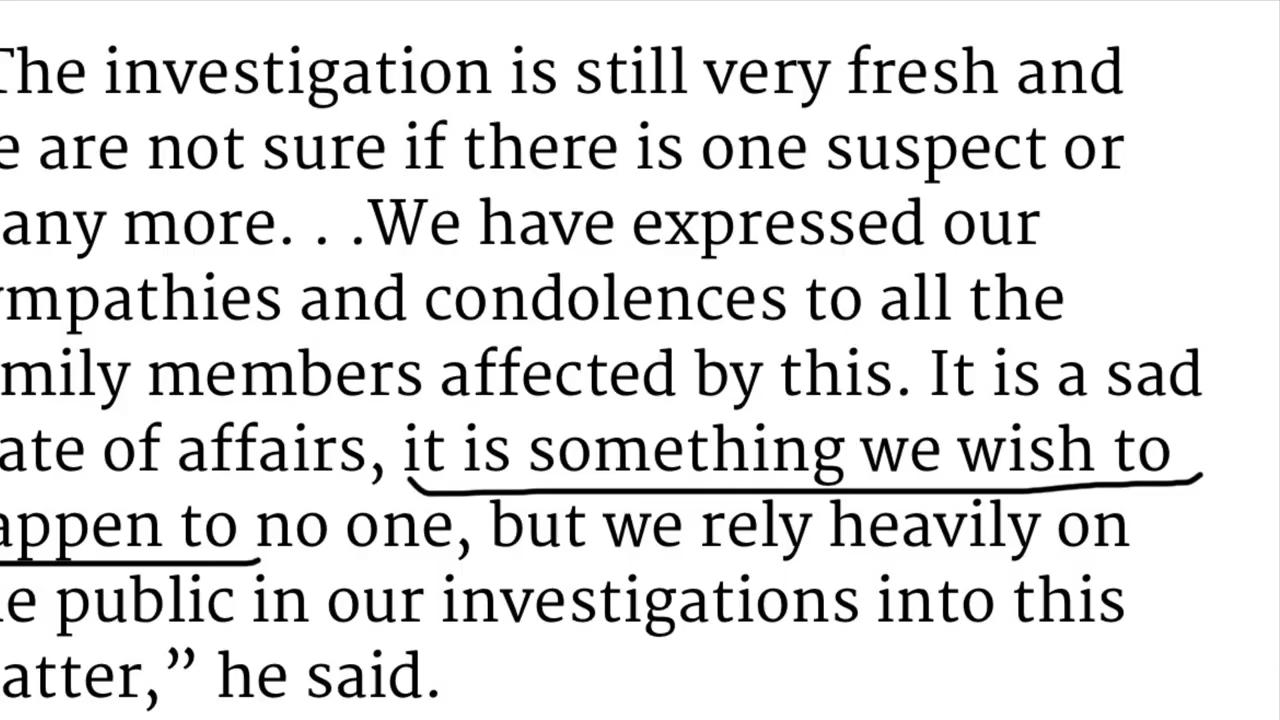 The investigation is still very fresh and
e are not sure if there is one suspect or
any more. . .We have expressed our
ympathies and condolences to all the
mily members affected by this. It is a sad
ate of affairs, it is something we wish to
appen to no one, but we rely heavily on
e public in our investigations into this
atter,” he said.